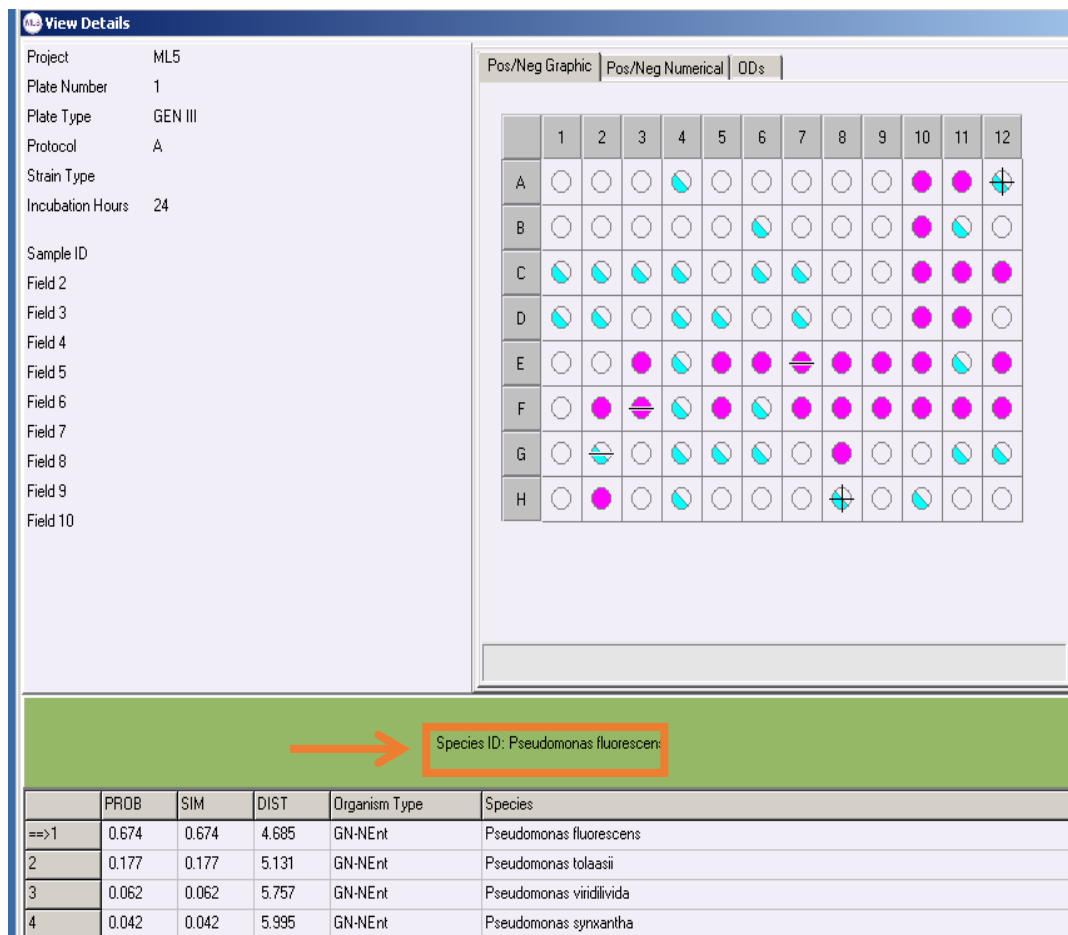 ML5 View Details
Project ML5
Plate Number 1
Plate Type GEN III
Protocol A
Strain Type
Incubation Hours 24
Sample ID
Field 2
Field 3
Field 4
Field 5
Field 6
Field 7
Field 8
Field 9
Field 10
Pos/Neg Graphic Pos/Neg Numerical ODs
1 2 3 4 5 6 7 8 9 10 11 12
A
B
C
D
E
F
G
H
Species ID: Pseudomonas fluorescens
PROB SIM DIST Organism Type Species
==>1 0.674 0.674 4.685 GN-NEnt Pseudomonas fluorescens
2 0.177 0.177 5.131 GN-NEnt Pseudomonas tolaasii
3 0.062 0.062 5.757 GN-NEnt Pseudomonas viridilivida
4 0.042 0.042 5.995 GN-NEnt Pseudomonas synxantha